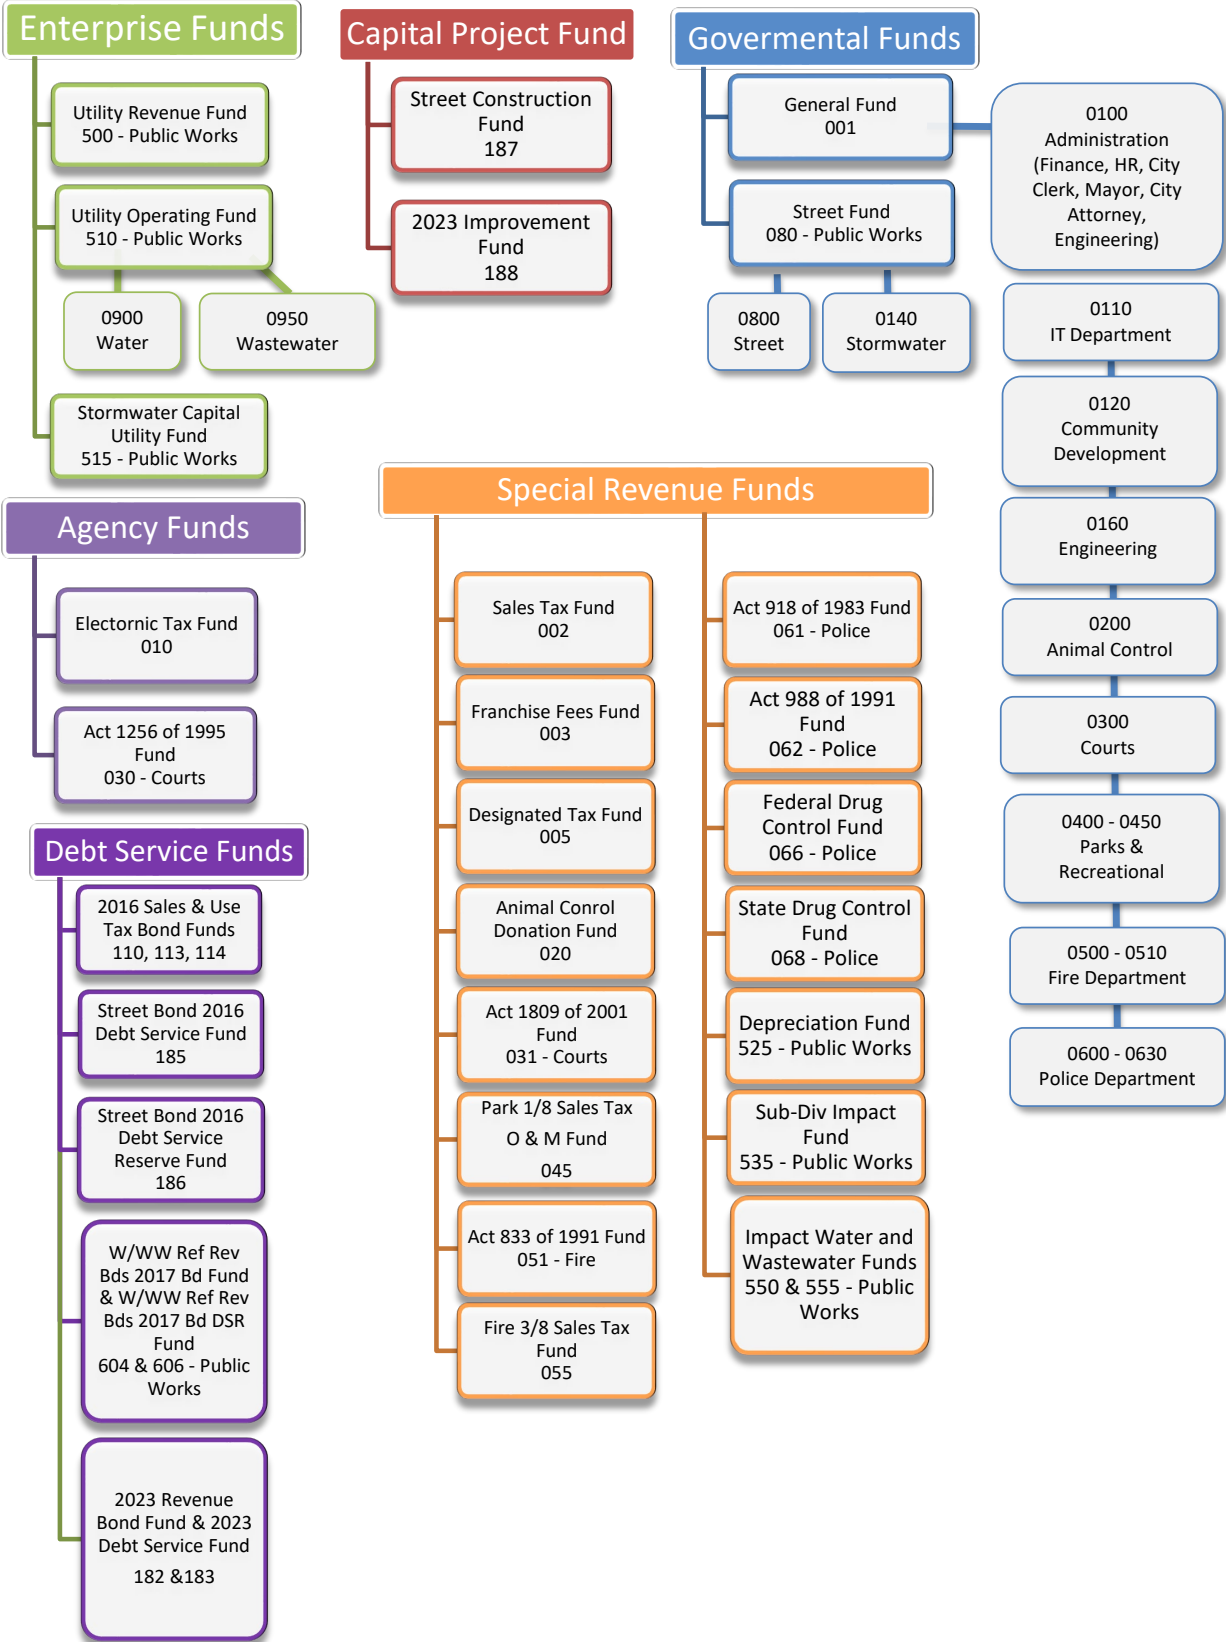 Enterprise Funds
Utility Revenue Fund
500 - Public Works
Utility Operating Fund
510 - Public Works
0900
Water
0950
Wastewater
Stormwater Capital
Utility Fund
515 - Public Works
Capital Project Fund
Street Construction
Fund
187
2023 Improvement
Fund
188
Govermental Funds
General Fund
001
Street Fund
080 - Public Works
0800
Street
0140
Stormwater
0100
Administration
(Finance, HR, City
Clerk, Mayor, City
Attorney,
Engineering)
0110
IT Department
0120
Community
Development
0160
Engineering
0200
Animal Control
0300
Courts
0400 - 0450
Parks &
Recreational
0500 - 0510
Fire Department
0600 - 0630
Police Department
Agency Funds
Electornic Tax Fund
010
Act 1256 of 1995
Fund
030 - Courts
Debt Service Funds
2016 Sales & Use
Tax Bond Funds
110, 113, 114
Street Bond 2016
Debt Service Fund
185
Street Bond 2016
Debt Service
Reserve Fund
186
W/WW Ref Rev
Bds 2017 Bd Fund
& W/WW Ref Rev
Bds 2017 Bd DSR
Fund
604 & 606 - Public
Works
2023 Revenue
Bond Fund & 2023
Debt Service Fund
182 &183
Special Revenue Funds
Sales Tax Fund
002
Franchise Fees Fund
003
Designated Tax Fund
005
Animal Conrol
Donation Fund
020
Act 1809 of 2001
Fund
031 - Courts
Park 1/8 Sales Tax
O & M Fund
045
Act 833 of 1991 Fund
051 - Fire
Fire 3/8 Sales Tax
Fund
055
Act 918 of 1983 Fund
061 - Police
Act 988 of 1991
Fund
062 - Police
Federal Drug
Control Fund
066 - Police
State Drug Control
Fund
068 - Police
Depreciation Fund
525 - Public Works
Sub-Div Impact
Fund
535 - Public Works
Impact Water and
Wastewater Funds
550 & 555 - Public
Works